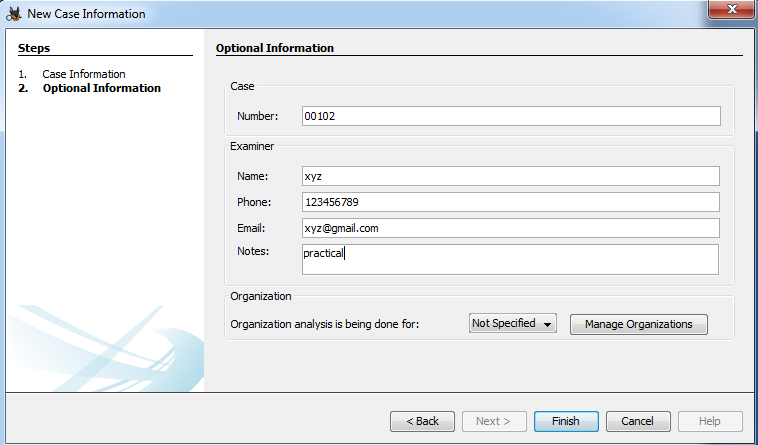 New Case Information
Steps
1. Case Information
2. Optional Information
Optional Information
Case
Number: 00102
Examiner
Name: xyz
Phone: 123456789
Email: xyz@gmail.com
Notes: practical
Organization
Organization analysis is being done for: Not Specified Manage Organizations
< Back Next > Finish Cancel Help